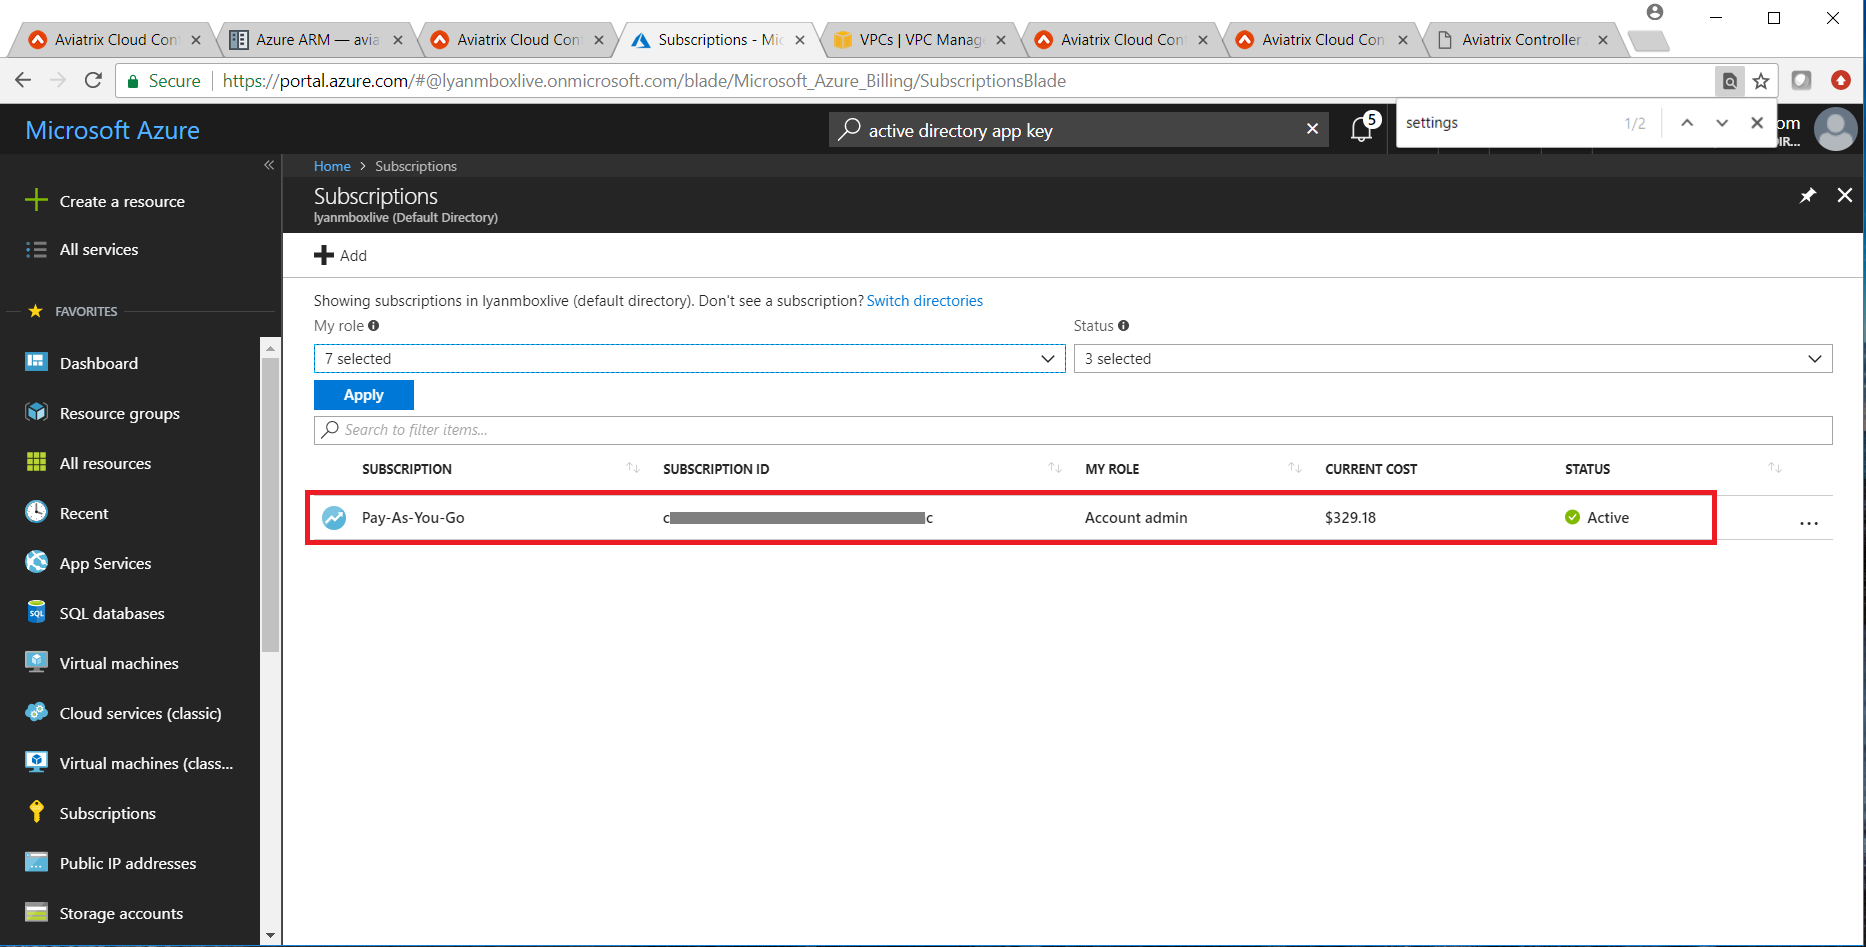 Aviatrix Cloud Con
Azure ARM — avia
Aviatrix Cloud Con
Subscriptions - Mic
VPCs | VPC Manag
Aviatrix Cloud Con
Aviatrix Cloud Con
Aviatrix Controller
Secure
https://portal.azure.com/#@lyanmboxlive.onmicrosoft.com/blade/Microsoft_Azure_Billing/SubscriptionsBlade
Microsoft Azure
active directory app key
5
settings
1/2
om
IR...
Create a resource
All services
FAVORITES
Dashboard
Resource groups
All resources
Recent
App Services
SQL databases
Virtual machines
Cloud services (classic)
Virtual machines (class...
Subscriptions
Public IP addresses
Storage accounts
Home > Subscriptions
Subscriptions
lyanmboxlive (Default Directory)
Add
Showing subscriptions in lyanmboxlive (default directory). Don't see a subscription? Switch directories
My role
Status
7 selected
3 selected
Apply
Search to filter items...
SUBSCRIPTION SUBSCRIPTION ID MY ROLE CURRENT COST STATUS
Pay-As-You-Go c c Account admin $329.18 Active